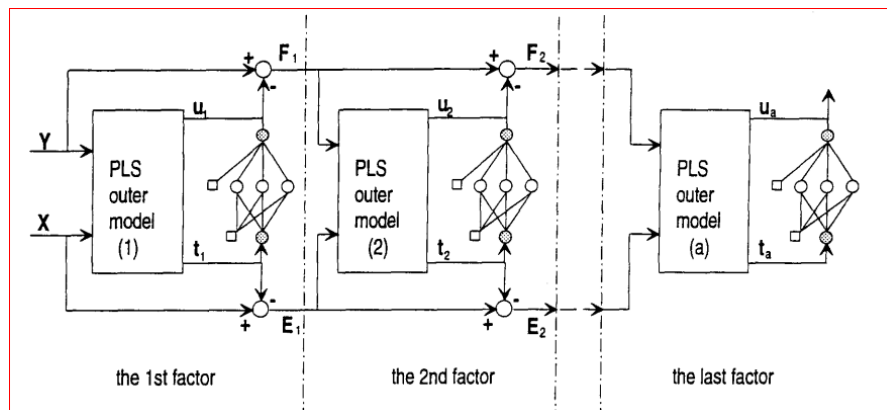 + F₁ + F₂
- -
u₁ u₂ uₐ
Y
PLS outer model (1)
PLS outer model (2)
PLS outer model (a)
X
t₁ t₂ tₐ
- -
+ E₁ + E₂
the 1st factor the 2nd factor the last factor